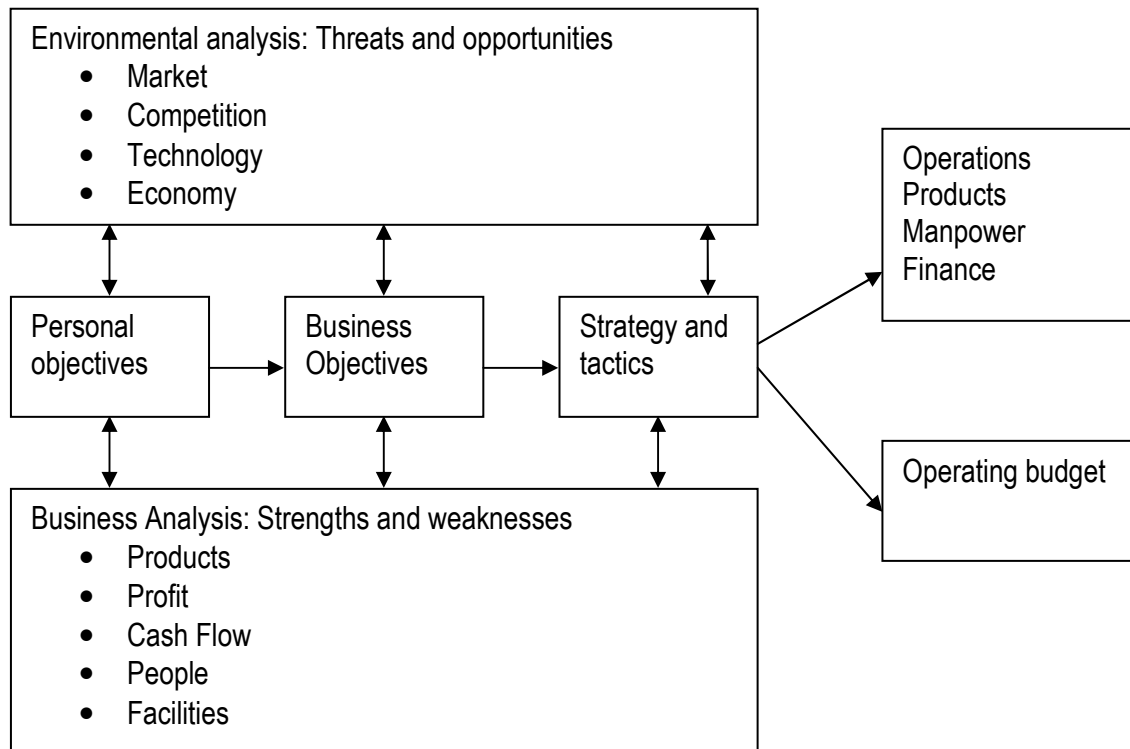 Environmental analysis: Threats and opportunities
• Market
• Competition
• Technology
• Economy
Operations
Products
Manpower
Finance
Personal
objectives
Business
Objectives
Strategy and
tactics
Operating budget
Business Analysis: Strengths and weaknesses
• Products
• Profit
• Cash Flow
• People
• Facilities